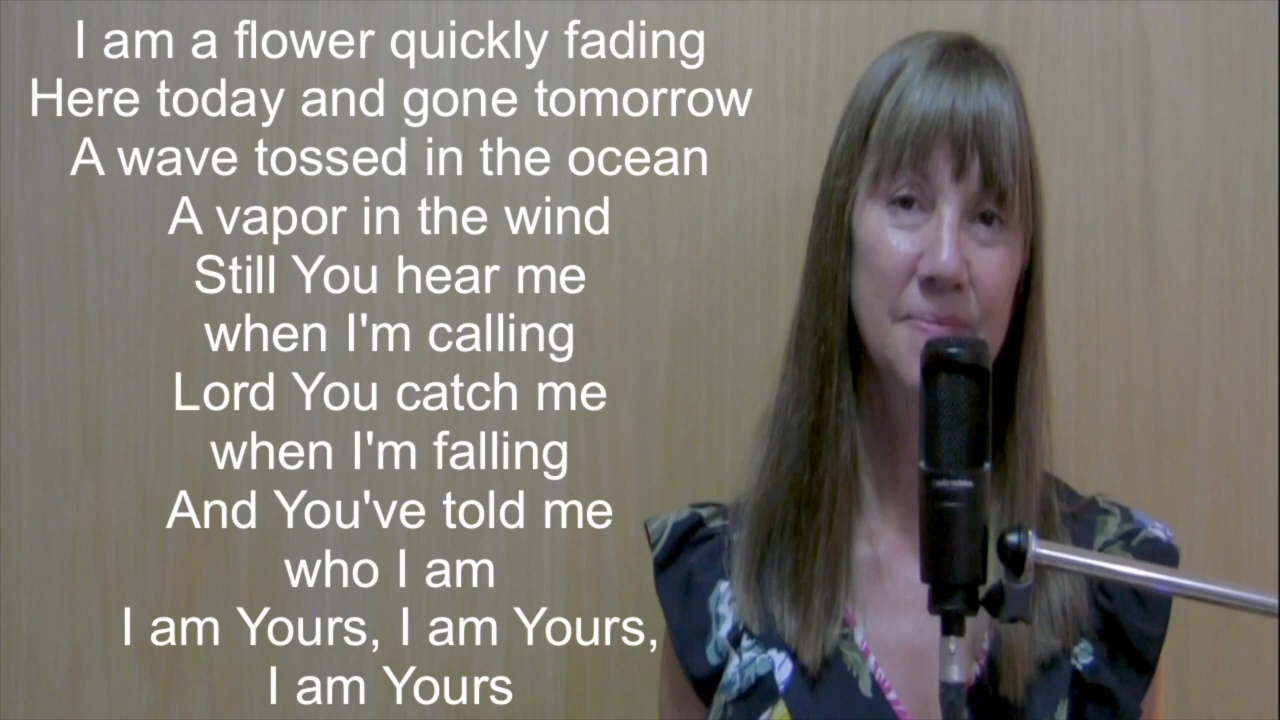 I am a flower quickly fading
Here today and gone tomorrow
A wave tossed in the ocean
A vapor in the wind
Still You hear me
when I'm calling
Lord You catch me
when I'm falling
And You've told me
who I am
I am Yours, I am Yours,
I am Yours